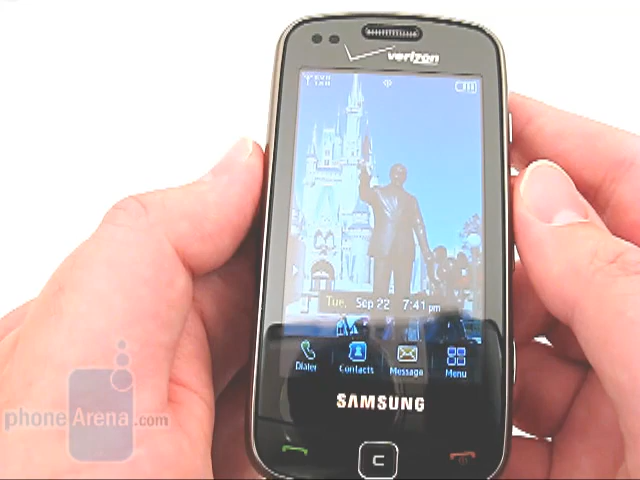 verizon
Tue. Sep 22 7:41 pm
Dialer Contacts Message Menu
SAMSUNG
C
phoneArena.com